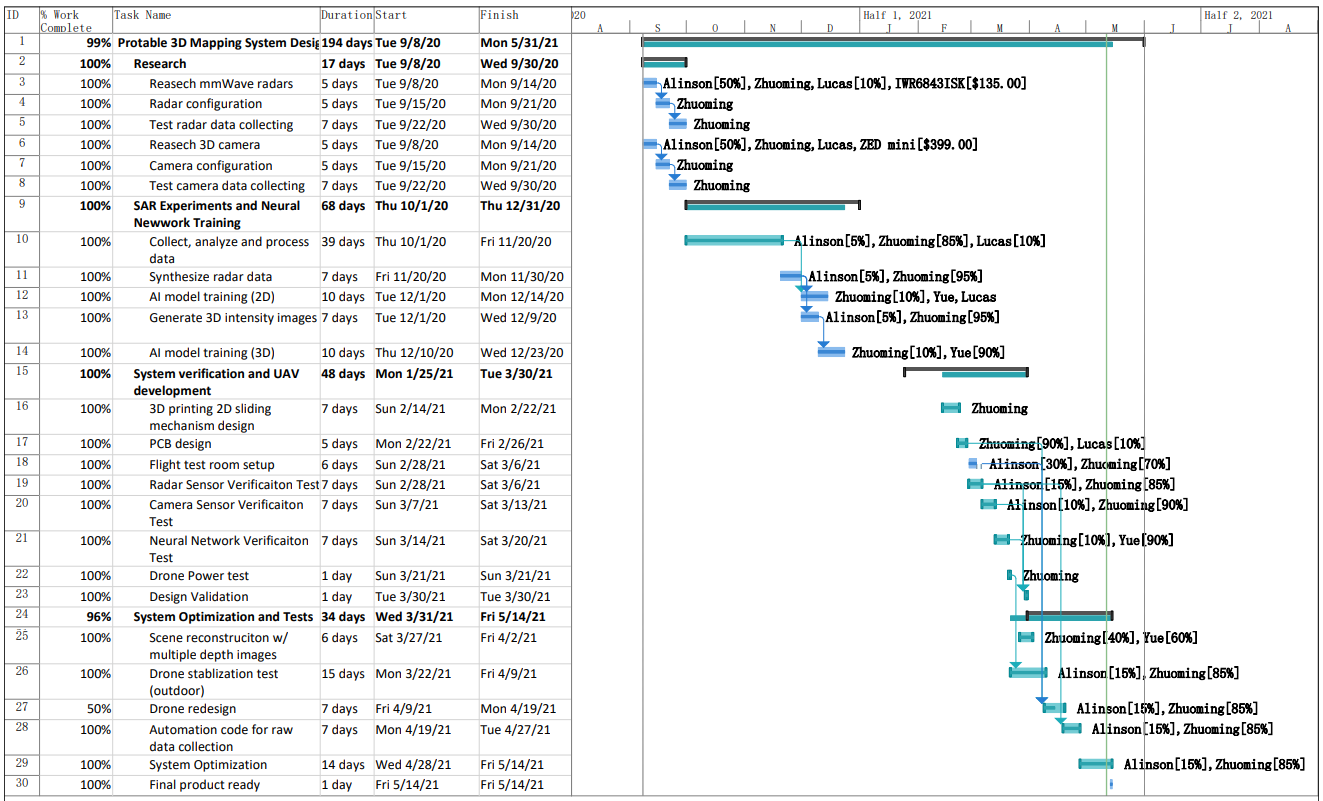 ID % Work Task Name Duration Start Finish 20 Half 1, 2021 Half 2, 2021
Complete A S O N D J F M A M J J A
1 99% Protable 3D Mapping System Desig 194 days Tue 9/8/20 Mon 5/31/21
2 100% Research 17 days Tue 9/8/20 Wed 9/30/20
3 100% Reasech mmWave radars 5 days Tue 9/8/20 Mon 9/14/20 Alinson[50%], Zhuoming, Lucas[10%], IWR6843ISK[$135.00]
4 100% Radar configuration 5 days Tue 9/15/20 Mon 9/21/20 Zhuoming
5 100% Test radar data collecting 7 days Tue 9/22/20 Wed 9/30/20 Zhuoming
6 100% Reasech 3D camera 5 days Tue 9/8/20 Mon 9/14/20 Alinson[50%], Zhuoming, Lucas, ZED mini[$399.00]
7 100% Camera configuration 5 days Tue 9/15/20 Mon 9/21/20 Zhuoming
8 100% Test camera data collecting 7 days Tue 9/22/20 Wed 9/30/20 Zhuoming
9 100% SAR Experiments and Neural 68 days Thu 10/1/20 Thu 12/31/20
Newwork Training
10 100% Collect, analyze and process 39 days Thu 10/1/20 Fri 11/20/20 Alinson[5%], Zhuoming[85%], Lucas[10%]
data
11 100% Synthesize radar data 7 days Fri 11/20/20 Mon 11/30/20 Alinson[5%], Zhuoming[95%]
12 100% AI model training (2D) 10 days Tue 12/1/20 Mon 12/14/20 Zhuoming[10%], Yue, Lucas
13 100% Generate 3D intensity images 7 days Tue 12/1/20 Wed 12/9/20 Alinson[5%], Zhuoming[95%]
14 100% AI model training (3D) 10 days Thu 12/10/20 Wed 12/23/20 Zhuoming[10%], Yue[90%]
15 100% System verification and UAV 48 days Mon 1/25/21 Tue 3/30/21
development
16 100% 3D printing 2D sliding 7 days Sun 2/14/21 Mon 2/22/21 Zhuoming
mechanism design
17 100% PCB design 5 days Mon 2/22/21 Fri 2/26/21 Zhuoming[90%], Lucas[10%]
18 100% Flight test room setup 6 days Sun 2/28/21 Sat 3/6/21 Alinson[30%], Zhuoming[70%]
19 100% Radar Sensor Verificaiton Test 7 days Sun 2/28/21 Sat 3/6/21 Alinson[15%], Zhuoming[85%]
20 100% Camera Sensor Verificaiton 7 days Sun 3/7/21 Sat 3/13/21 Alinson[10%], Zhuoming[90%]
Test
21 100% Neural Network Verificaiton 7 days Sun 3/14/21 Sat 3/20/21 Zhuoming[10%], Yue[90%]
Test
22 100% Drone Power test 1 day Sun 3/21/21 Sun 3/21/21 Zhuoming
23 100% Design Validation 1 day Tue 3/30/21 Tue 3/30/21
24 96% System Optimization and Tests 34 days Wed 3/31/21 Fri 5/14/21
25 100% Scene reconstruciton w/ 6 days Sat 3/27/21 Fri 4/2/21 Zhuoming[40%], Yue[60%]
multiple depth images
26 100% Drone stablization test 15 days Mon 3/22/21 Fri 4/9/21 Alinson[15%], Zhuoming[85%]
(outdoor)
27 50% Drone redesign 7 days Fri 4/9/21 Mon 4/19/21 Alinson[15%], Zhuoming[85%]
28 100% Automation code for raw 7 days Mon 4/19/21 Tue 4/27/21 Alinson[15%], Zhuoming[85%]
data collection
29 100% System Optimization 14 days Wed 4/28/21 Fri 5/14/21 Alinson[15%], Zhuoming[85%]
30 100% Final product ready 1 day Fri 5/14/21 Fri 5/14/21